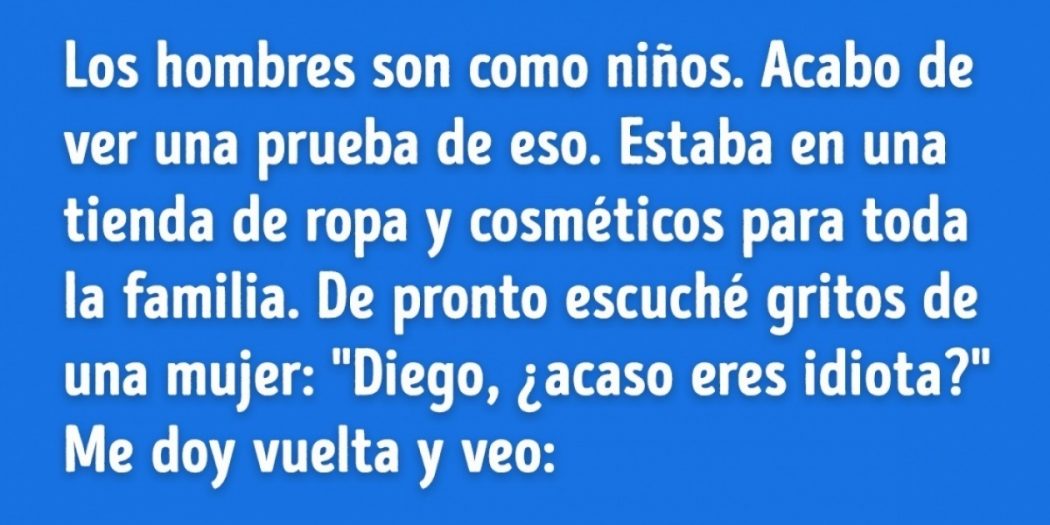 Los hombres son como niños. Acabo de
ver una prueba de eso. Estaba en una
tienda de ropa y cosméticos para toda
la familia. De pronto escuché gritos de
una mujer: "Diego, ¿acaso eres idiota?"
Me doy vuelta y veo: